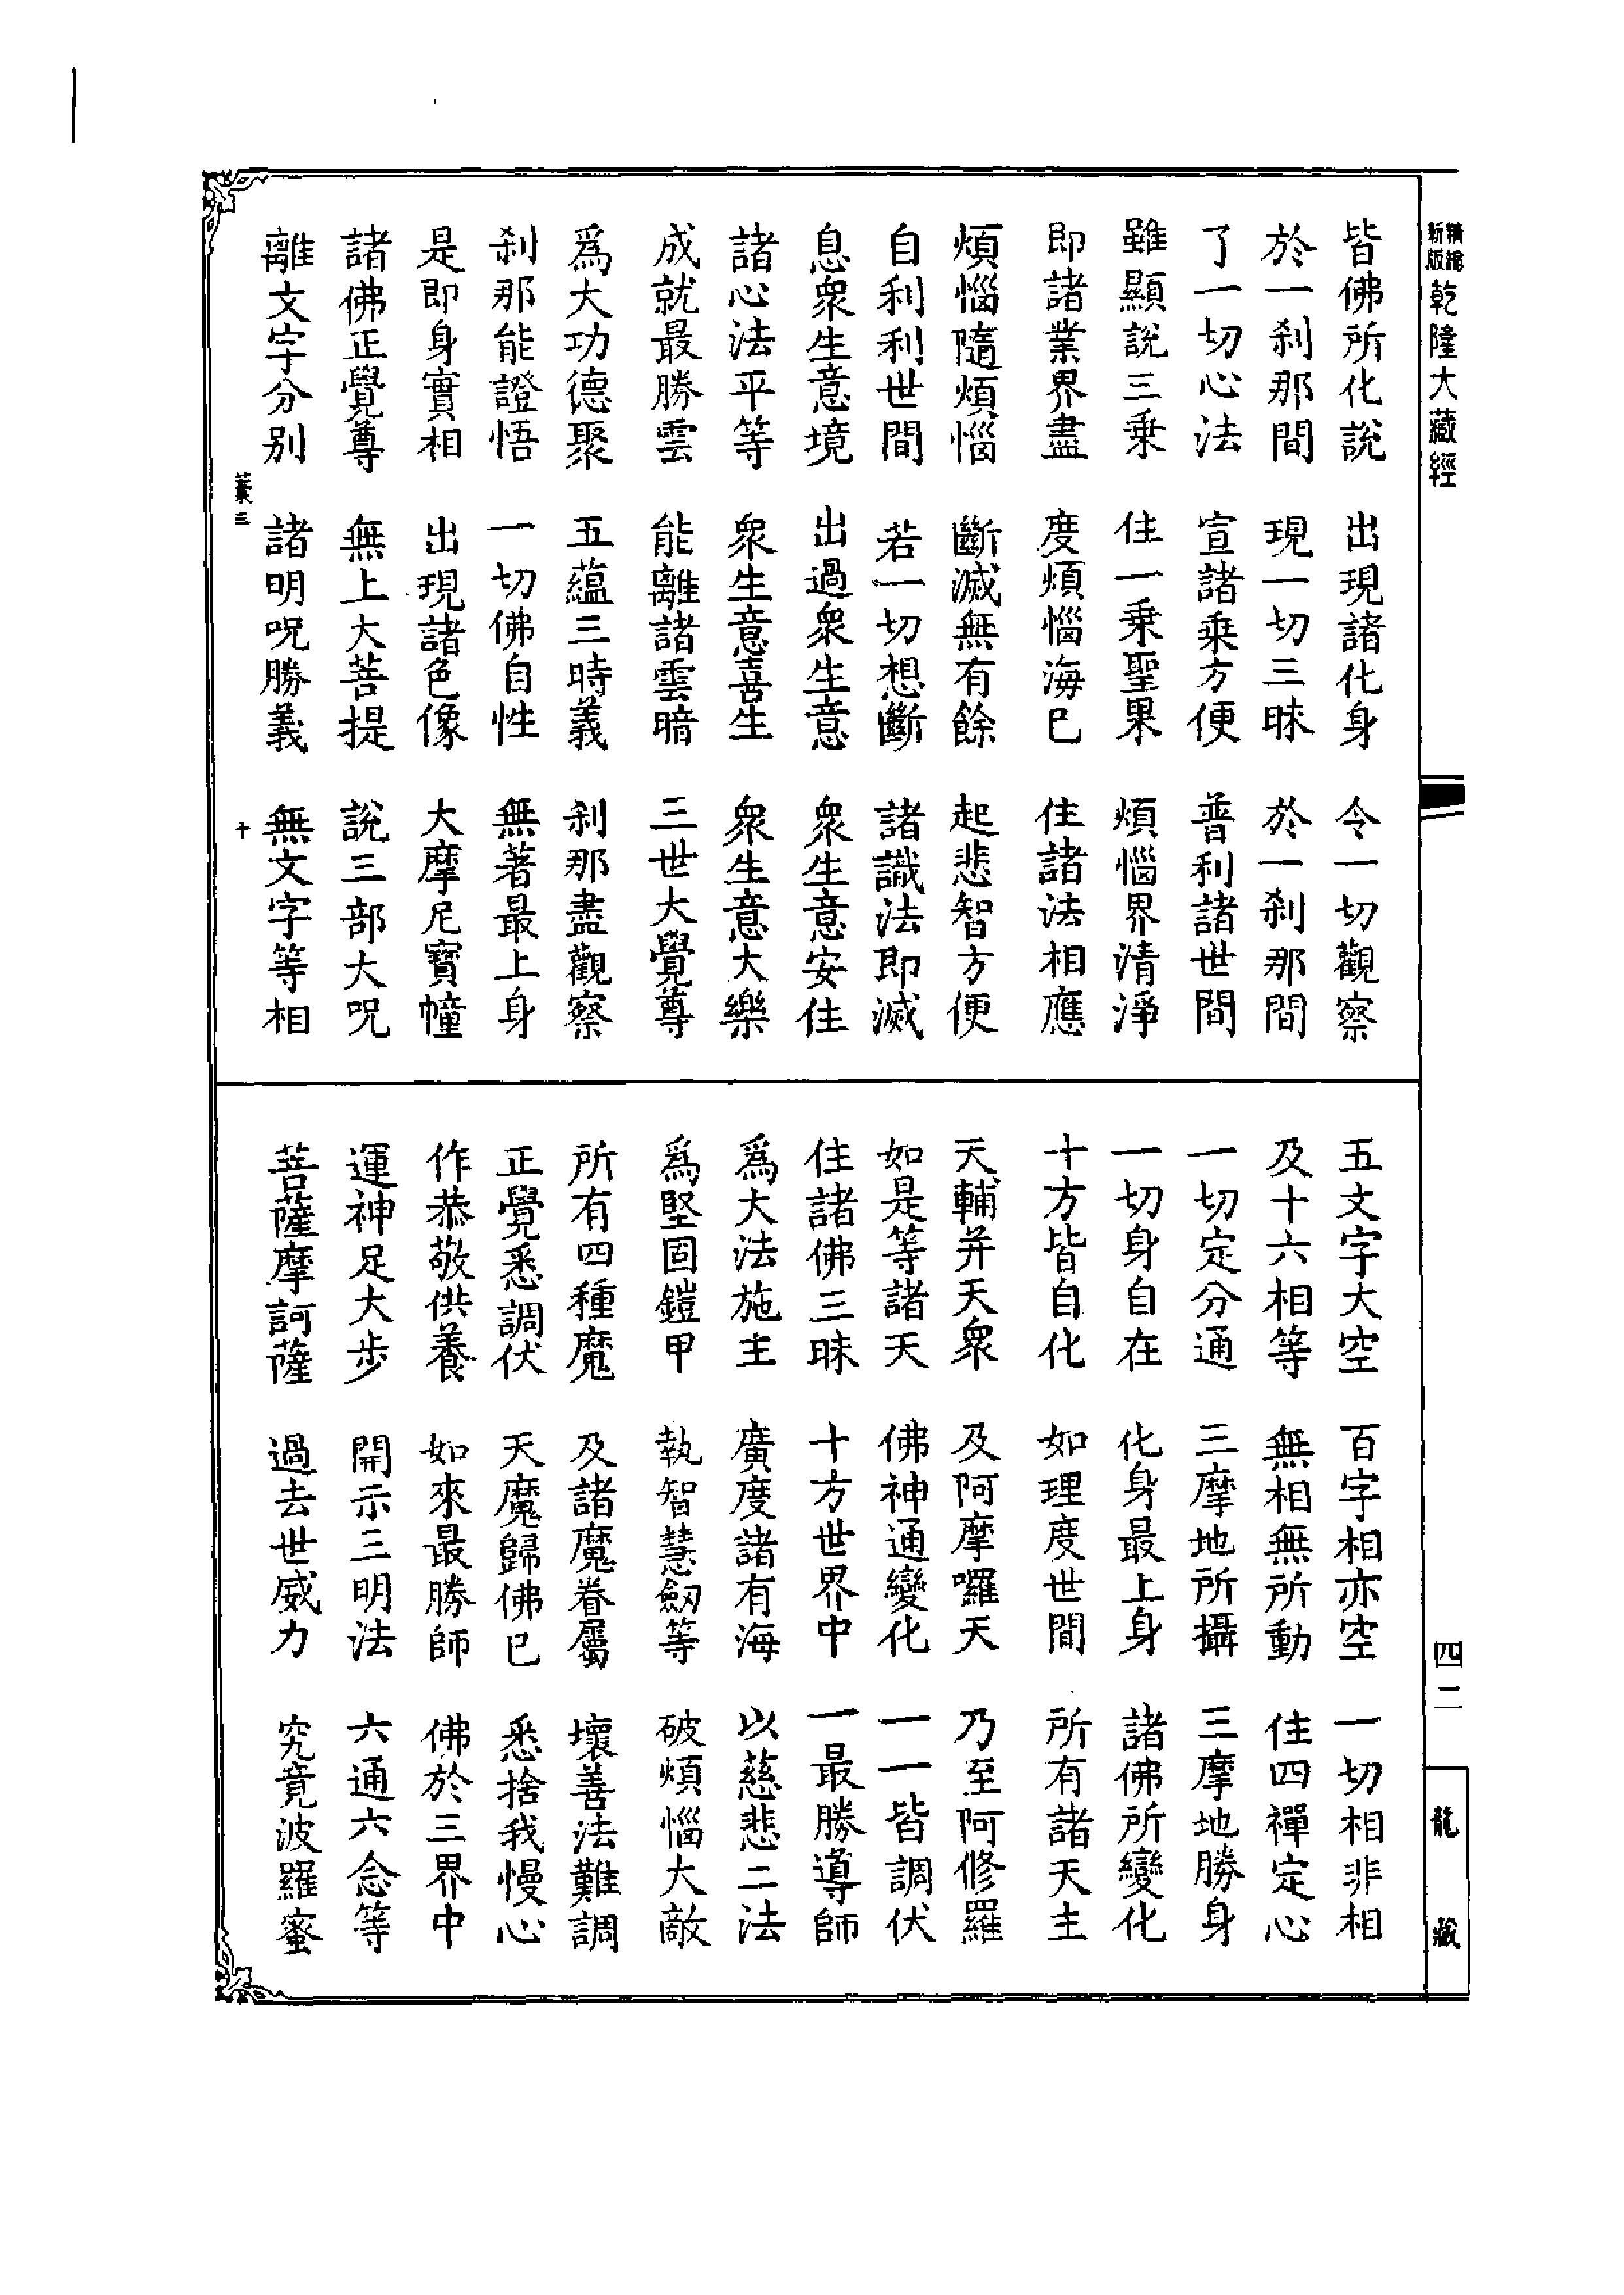 新版
精縮
乾隆大藏經
皆佛所化說 出現諸化身 令一切觀察
於一剎那間 現一切三昧 於一剎那間
了一切心法 宣諸乘方便 普利諸世間
雖顯說三乘 住一乘聖果 煩惱界清淨
即諸業界盡 度煩惱海已 住諸法相應
煩惱隨煩惱 斷滅無有餘 起悲智方便
自利利世間 若一切想斷 諸識法即滅
息眾生意境 出過眾生意 眾生意安住
諸心法平等 眾生意喜生 眾生意大樂
成就最勝雲 能離諸雲暗 三世大覺尊
為大功德聚 五蘊三時義 剎那盡觀察
剎那能證悟 一切佛自性 無著最上身
是即身實相 出現諸色像 大摩尼寶幢
諸佛正覺尊 無上大菩提 說三部大呪
離文字分別 諸明呪勝義 無文字等相
十
五文字大空 百字相亦空 一切相非相
及十六相等 無相無所動 住四禪定心
一切定分通 三摩地所攝 三摩地勝身
一切身自在 化身最上身 諸佛所變化
十方皆自化 如理度世間 所有諸天主
天輔并天眾 及阿摩囉天 乃至阿修羅
如是等諸天 佛神通變化 一一皆調伏
住諸佛三昧 十方世界中 一最勝導師
為大法施主 廣度諸有海 以慈悲二法
為堅固鎧甲 執智慧劒等 破煩惱大敵
所有四種魔 及諸魔眷屬 壞善法難調
正覺悉調伏 天魔歸佛已 悉捨我慢心
作恭敬供養 如來最勝師 佛於三界中
運神足大步 開示三明法 六通六念等
菩薩摩訶薩 過去世威力 究竟波羅蜜
四二
龍藏